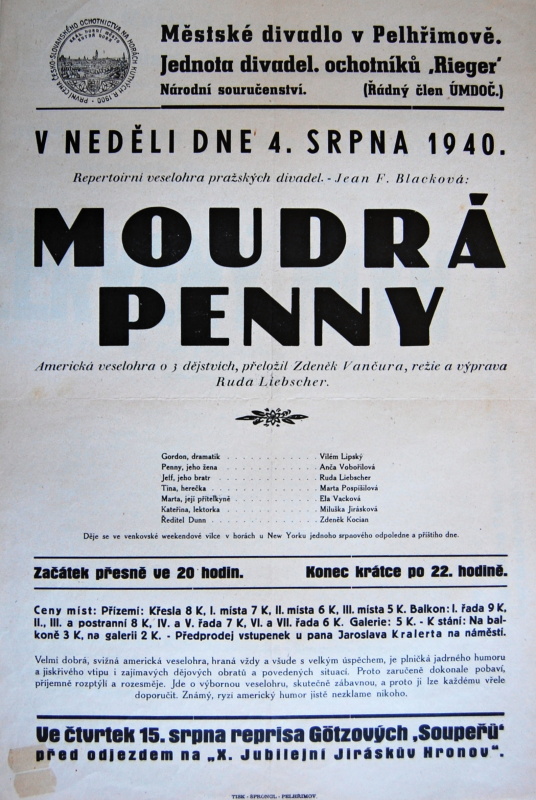 Městské divadlo v Pelhřimově.
Jednota divadel. ochotníků ‚Rieger'
Národní souručenství. (Řádný člen ÚMDOČ.)
V NEDĚLI DNE 4. SRPNA 1940.
Repertoirní veselohra pražských divadel. - Jean F. Blacková:
MOUDRÁ
PENNY
Americká veselohra o 3 dějstvích, přeložil Zdeněk Vančura, režie a výprava
Ruda Liebscher.
Gordon, dramatik . . . . . . . . . . Vilém Lipský
Penny, jeho žena . . . . . . . . . . Anča Vobořilová
Jelf, jeho bratr . . . . . . . . . . Ruda Liebscher
Tina, herečka . . . . . . . . . . Marta Pospíšilová
Marta, její přítelkyně . . . . . . . . . . Ela Vacková
Kateřina, lektorka . . . . . . . . . . Miluška Jirásková
Ředitel Dunn . . . . . . . . . . Zdeněk Kocian
Děje se ve venkovské weekendové vilce v horách u New Yorku jednoho srpnového odpoledne a příštího dne.
Začátek přesně ve 20 hodin. Konec krátce po 22. hodině.
Ceny míst: Přízemí: Křesla 8 K, I. místa 7 K, II. místa 6 K, III. místa 5 K. Balkon: I. řada 9 K,
II., III. a postranní 8 K, IV. a V. řada 7 K, VI. a VII. řada 6 K. Galerie: 5 K. - K stání: Na bal-
koně 3 K, na galerii 2 K. - Předprodej vstupenek u pana Jaroslava Kralerta na náměstí.
Velmi dobrá, svižná americká veselohra, hraná vždy a všude s velkým úspěchem, je plničká jadrného humoru
a jiskřivého vtipu i zajímavých dějových obratů a povedených situací. Proto zaručeně dokonale pobaví,
příjemně rozptýlí a rozesměje. Jde o výbornou veselohru, skutečně zábavnou, a proto ji lze každému vřele
doporučit. Známý, ryzí americký humor jistě nezklame nikoho.
Ve čtvrtek 15. srpna reprisa Götzových ‚Soupeřů'
před odjezdem na „X. Jubilejní Jiráskův Hronov".
TISK - ŠPRONGL - PELHŘIMOV.